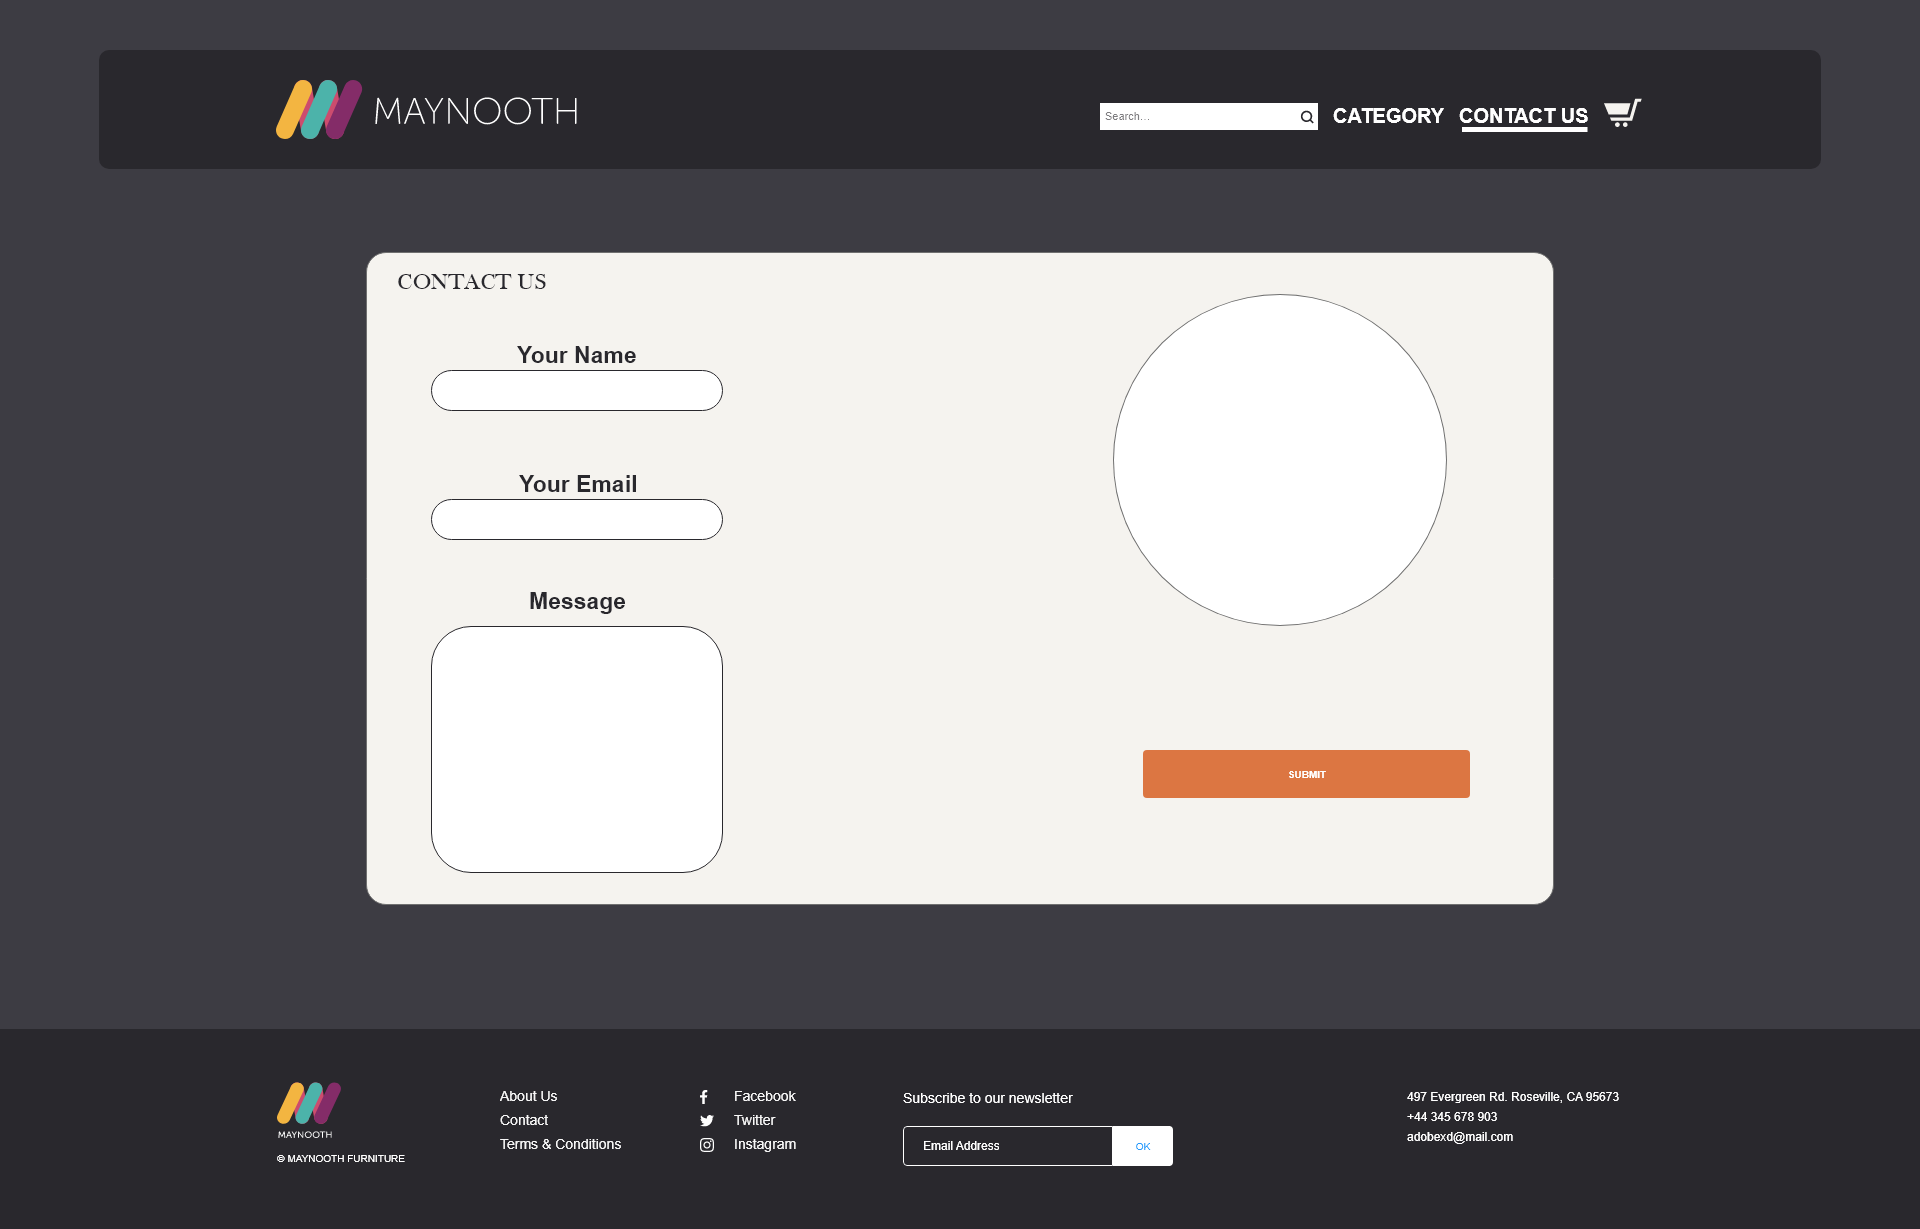 MAYNOOTH
Search...
CATEGORY
CONTACT US
CONTACT US
Your Name
Your Email
Message
SUBMIT
MAYNOOTH
© MAYNOOTH FURNITURE
About Us
Contact
Terms & Conditions
Facebook
Twitter
Instagram
Subscribe to our newsletter
Email Address
OK
497 Evergreen Rd. Roseville, CA 95673
+44 345 678 903
adobexd@mail.com